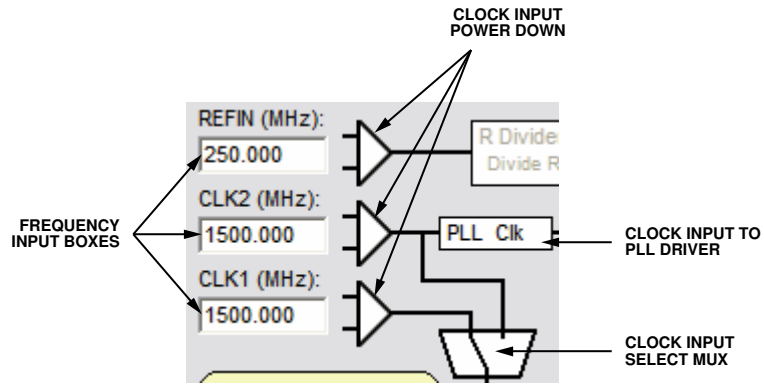 CLOCK INPUT
POWER DOWN
REFIN (MHz):
250.000
R Divide
Divide R
CLK2 (MHz):
1500.000
PLL Clk
FREQUENCY
INPUT BOXES
CLOCK INPUT TO
PLL DRIVER
CLK1 (MHz):
1500.000
CLOCK INPUT
SELECT MUX